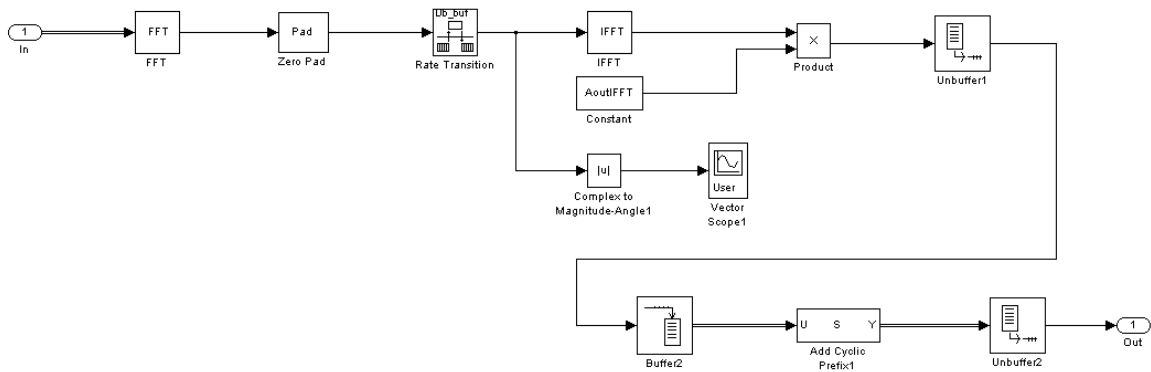 1
In
FFT
FFT
Pad
Zero Pad
Db_buf
Rate Transition
IFFT
IFFT
AoutIFFT
Constant
X
Product
Unbuffer1
|u|
Complex to
Magnitude-Angle1
User
Vector
Scope1
Buffer2
U S Y
Add Cyclic
Prefix1
Unbuffer2
1
Out